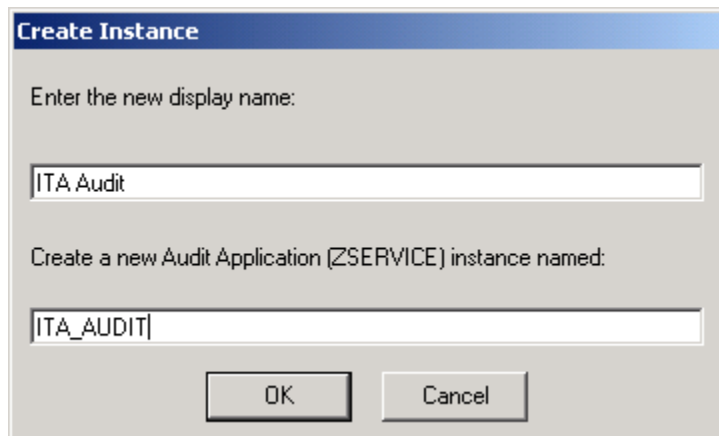 Create Instance
Enter the new display name:
ITA Audit
Create a new Audit Application (ZSERVICE) instance named:
ITA_AUDIT
OK Cancel